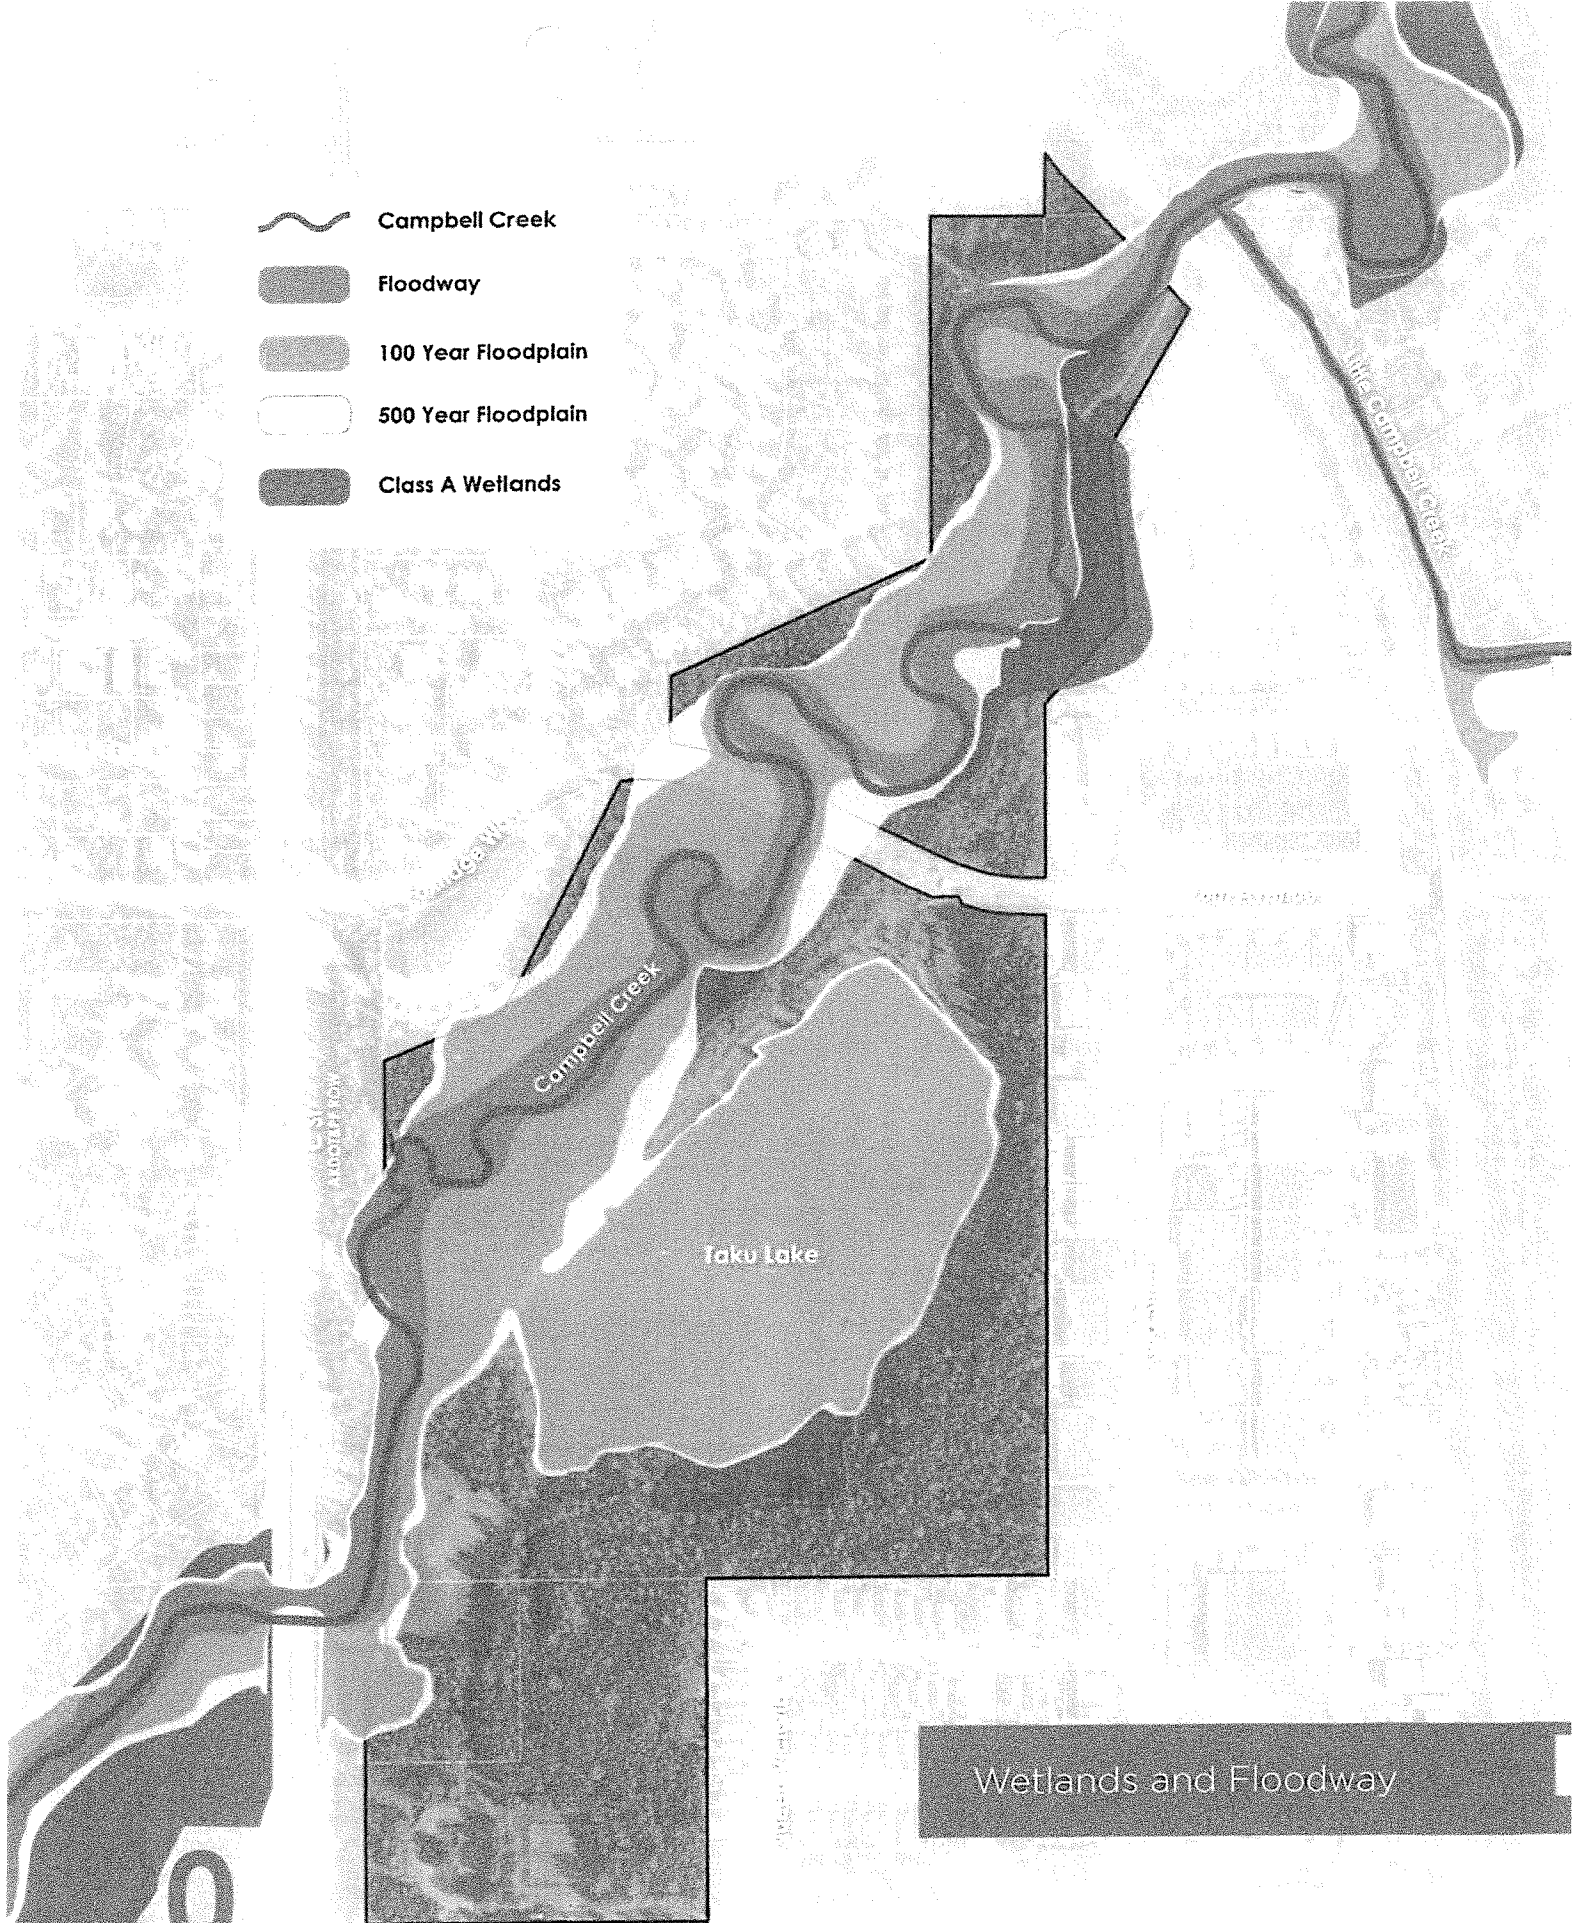 Campbell Creek
Floodway
100 Year Floodplain
500 Year Floodplain
Class A Wetlands
Little Campbell Creek
Campbell Creek
Taku Lake
Wetlands and Floodway